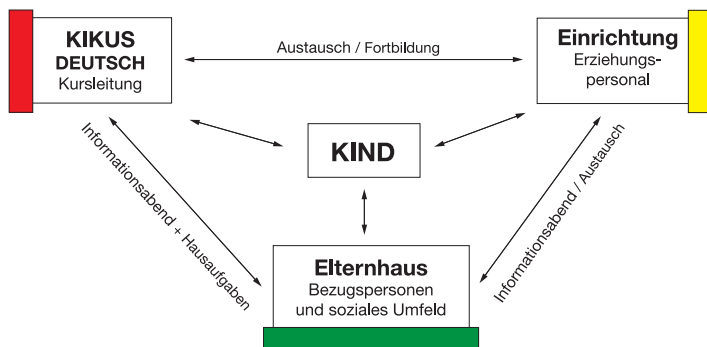 KIKUS
DEUTSCH
Kursleitung
Austausch / Fortbildung
Einrichtung
Erziehungs-
personal
KIND
Informationsabend + Hausaufgaben
Informationsabend / Austausch
Elternhaus
Bezugspersonen
und soziales Umfeld